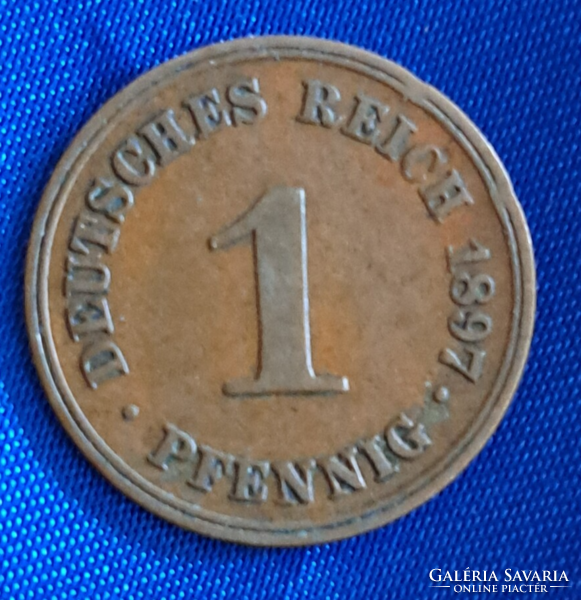 DEUTSCHES REICH 1897
1
· PFENNIG ·
GALÉRIA SAVARIA
ONLINE PIACTÉR